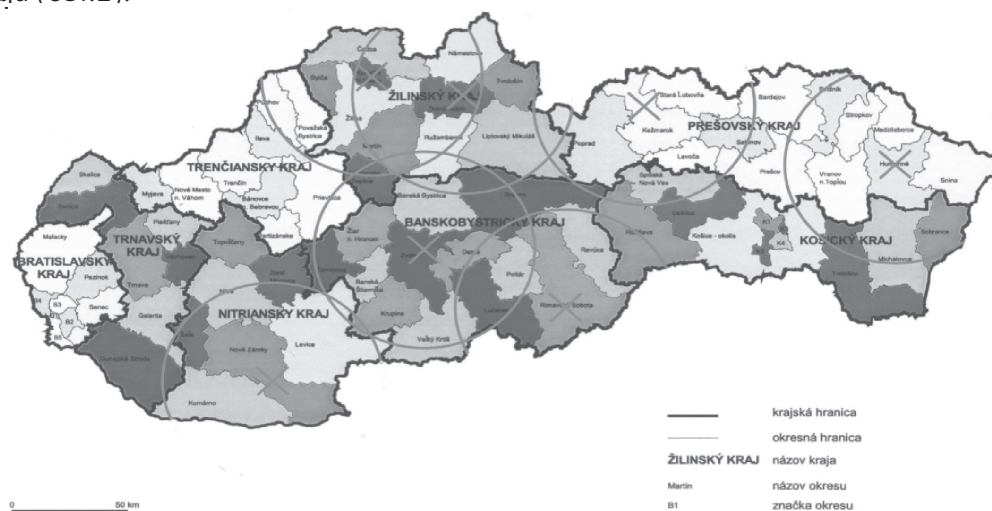 Čadca
Námestovo
Bytča
Tvrdošín
ŽILINSKÝ KRAJ
Púchov
Považská
Bystrica
Žilina
Ilava
Martin
Ružomberok
Liptovský Mikuláš
TRENČIANSKY KRAJ
Stará Ľubovňa
Bardejov
Svidník
Stropkov
Medzilaborce
Kežmarok
PREŠOVSKÝ KRAJ
Sabinov
Poprad
Levoča
Prešov
Vranov
n. Topľou
Humenné
Snina
Skalica
Senica
Myjava
Nové Mesto
n. Váhom
Trenčín
Bánovce
n. Bebravou
Prievidza
Partizánske
Banská Bystrica
BANSKOBYSTRICKÝ KRAJ
Spišská
Nová Ves
Gelnica
Rožňava
Košice - okolie
K1
K4
KOŠICKÝ KRAJ
Michalovce
Sobrance
Trebišov
Malacky
BRATISLAVSKÝ
KRAJ
Pezinok
Senec
B4
B3
B2
B5
Piešťany
TRNAVSKÝ
KRAJ
Hlohovec
Trnava
Galanta
Dunajská Streda
Topoľčany
Zlaté
Moravce
Nitra
NITRIANSKY KRAJ
Šaľa
Nové Zámky
Levice
Komárno
Žiar
n. Hronom
Žarnovica
Banská
Štiavnica
Zvolen
Detva
Krupina
Veľký Krtíš
Lučenec
Poltár
Rimavská Sobota
Revúca
krajská hranica
okresná hranica
ŽILINSKÝ KRAJ názov kraja
Martin názov okresu
B1 značka okresu
0 50 km